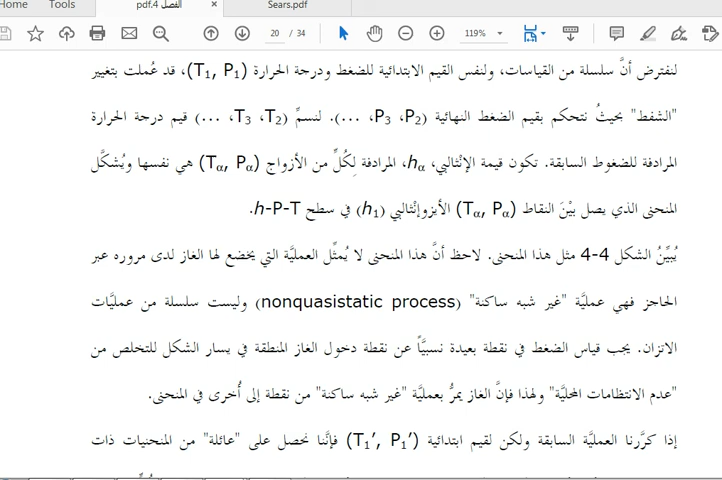 Home
Tools
الفصل 4.pdf
×
Sears.pdf
20 / 34
119%
لنفترض أنَّ سلسلة من القياسات، ولنفس القيم الابتدائية للضغط ودرجة الحرارة (T₁, P₁)، قد عُملت بتغيير
"الشفط" بحيثُ نتحكم بقيم الضغط النهائية (P₂، P₃، ...). لنسمِّ (T₂، T₃، ...) قيم درجة الحرارة
المرادفة للضغوط السابقة. تكون قيمة الإنْثالبي، hα، المرادفة لِكُلِّ من الأزواج (Tα, Pα) هي نفسها ويُشكِّل
المنحنى الذي يصل بيْنَ النقاط (Tα, Pα) الأيزوإنْثالبي (h₁) في سطح h-P-T.
يُبيِّنُ الشكل 4-4 مثل هذا المنحنى. لاحظ أنَّ هذا المنحنى لا يُمثِّل العمليَّة التي يخضع لها الغاز لدى مروره عبر
الحاجز فهي عمليَّة "غير شبه ساكنة" (nonquasistatic process) وليست سلسلة من عمليَّات
الاتزان. يجب قياس الضغط في نقطة بعيدة نسبيَّاً عن نقطة دخول الغاز المنطقة في يسار الشكل للتخلص من
"عدم الانتظامات المحليَّة" ولهذا فإنَّ الغاز يمرُّ بعمليَّة "غير شبه ساكنة" من نقطة إلى أُخرى في المنحنى.
إذا كرَّرنا العمليَّة السابقة ولكن لقيم ابتدائية (T₁′, P₁′) فإنَّنا نحصل على "عائلة" من المنحنيات ذات